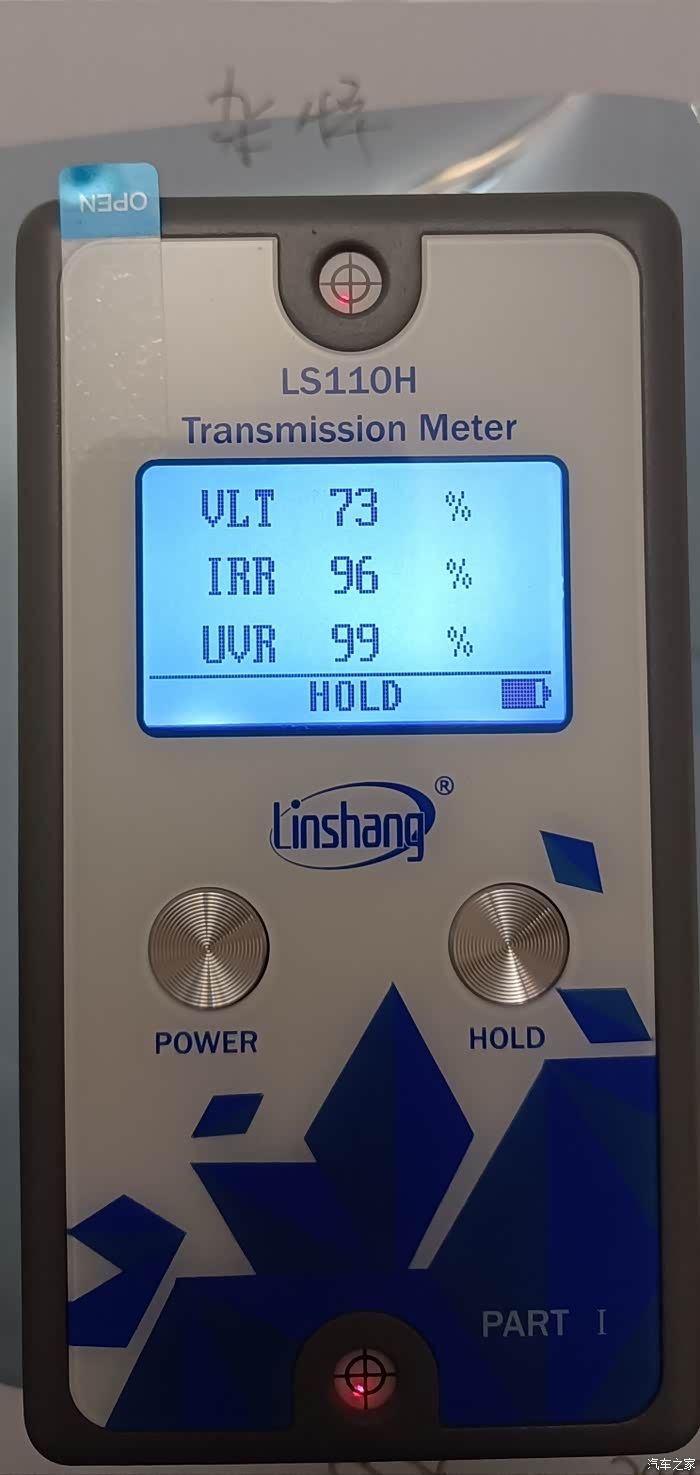 OPEN
LS110H
Transmission Meter
VLT 73 %
IRR 96 %
UVR 99 %
HOLD
Linshang®
POWER
HOLD
PART I
汽车之家